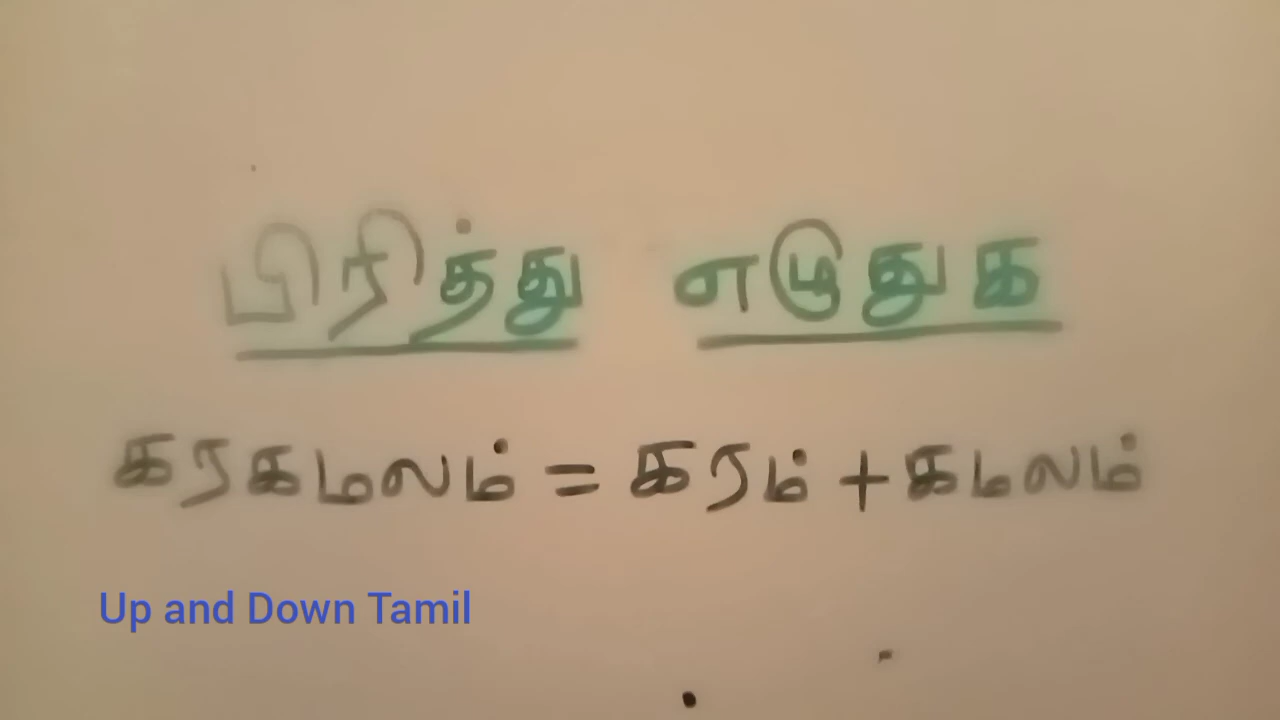 பிரித்து எழுதுக
கரகமலம் = கரம் + கமலம்
Up and Down Tamil